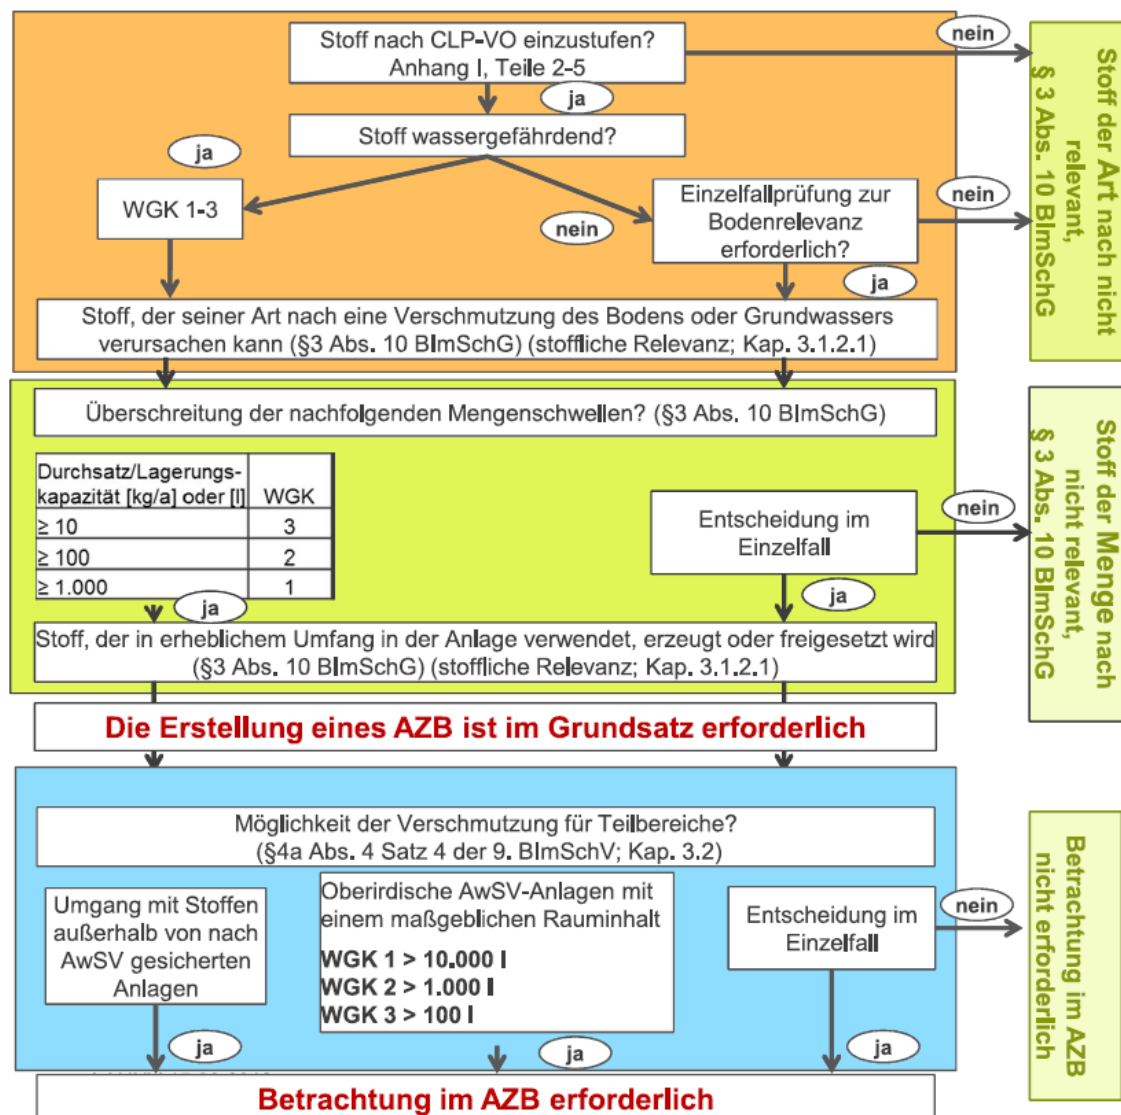 Stoff nach CLP-VO einzustufen?
Anhang I, Teile 2-5
nein
ja
Stoff wassergefährdend?
ja
WGK 1-3
nein
Einzelfallprüfung zur
Bodenrelevanz
erforderlich?
nein
ja
Stoff, der seiner Art nach eine Verschmutzung des Bodens oder Grundwassers
verursachen kann (§3 Abs. 10 BImSchG) (stoffliche Relevanz; Kap. 3.1.2.1)
Stoff der Art nach nicht
relevant,
§ 3 Abs. 10 BImSchG
Überschreitung der nachfolgenden Mengenschwellen? (§3 Abs. 10 BImSchG)
Durchsatz/Lagerungs-
kapazität [kg/a] oder [l] WGK
≥ 10 3
≥ 100 2
≥ 1.000 1
ja
Entscheidung im
Einzelfall
nein
ja
Stoff, der in erheblichem Umfang in der Anlage verwendet, erzeugt oder freigesetzt wird
(§3 Abs. 10 BImSchG) (stoffliche Relevanz; Kap. 3.1.2.1)
Stoff der Menge nach
nicht relevant,
§ 3 Abs. 10 BImSchG
Die Erstellung eines AZB ist im Grundsatz erforderlich
Möglichkeit der Verschmutzung für Teilbereiche?
(§4a Abs. 4 Satz 4 der 9. BImSchV; Kap. 3.2)
Umgang mit Stoffen
außerhalb von nach
AwSV gesicherten
Anlagen
ja
Oberirdische AwSV-Anlagen mit
einem maßgeblichen Rauminhalt
WGK 1 > 10.000 l
WGK 2 > 1.000 l
WGK 3 > 100 l
ja
Entscheidung im
Einzelfall
nein
ja
Betrachtung im AZB
nicht erforderlich
Betrachtung im AZB erforderlich